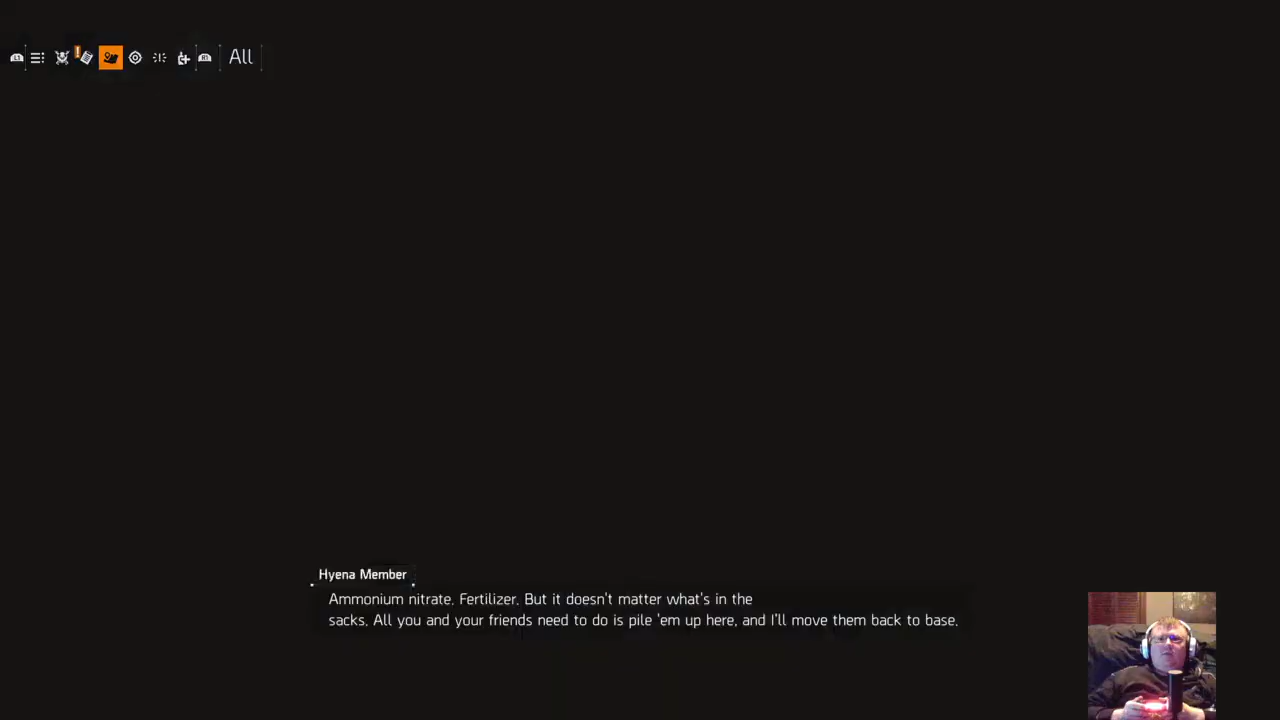 All
Hyena Member
Ammonium nitrate. Fertilizer. But it doesn't matter what's in the
sacks. All you and your friends need to do is pile 'em up here, and I'll move them back to base.